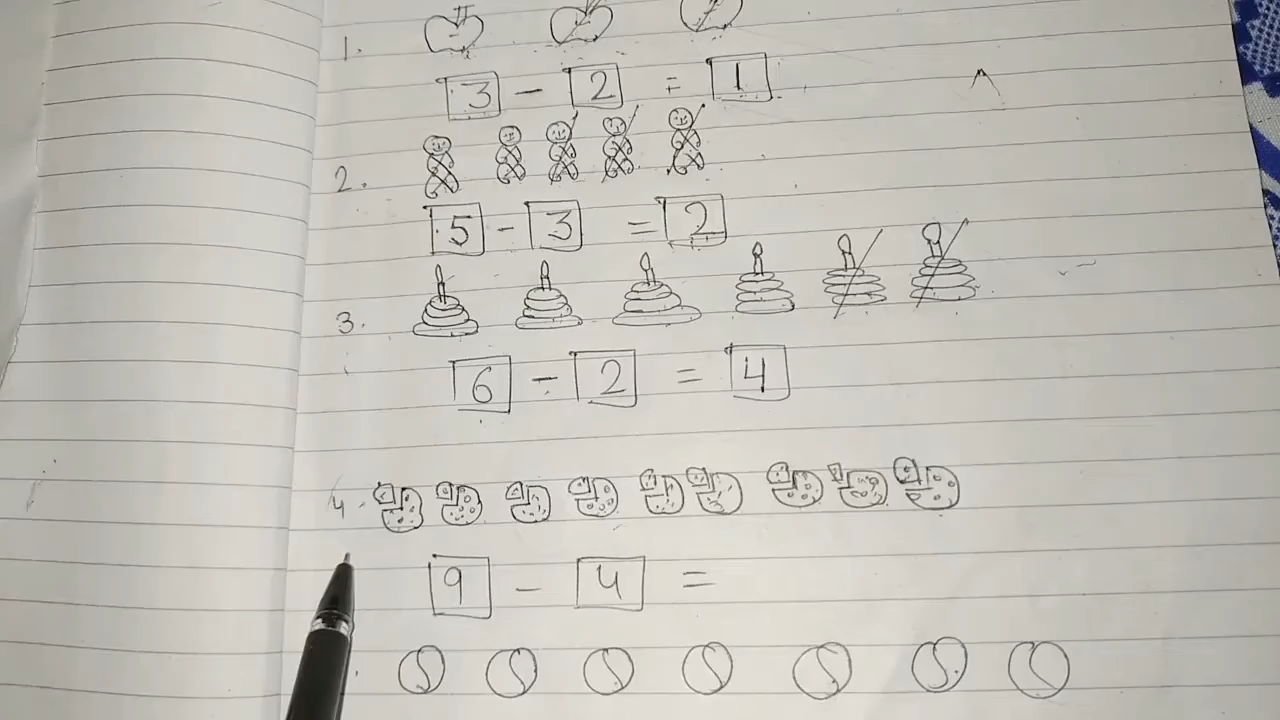 1.
3 - 2 = 1
2.
5 - 3 = 2
3.
6 - 2 = 4
4.
9 - 4 =